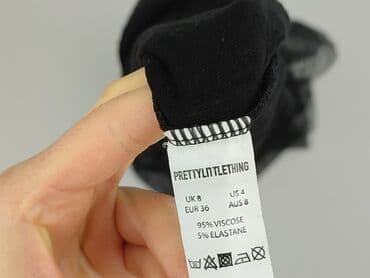 PRETTYLITTLETHING
UK 8 US 4
EUR 36 AUS 8
95% VISCOSE
5% ELASTANE